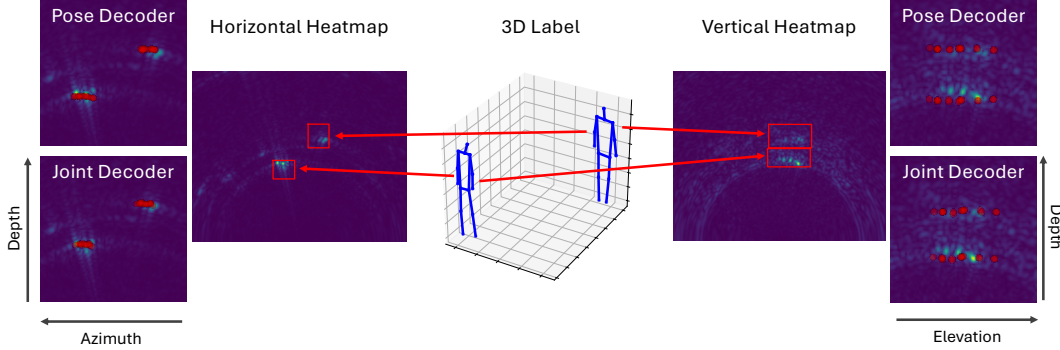 Pose Decoder
Horizontal Heatmap
3D Label
Vertical Heatmap
Pose Decoder
Joint Decoder
Joint Decoder
Depth
Depth
Azimuth
Elevation